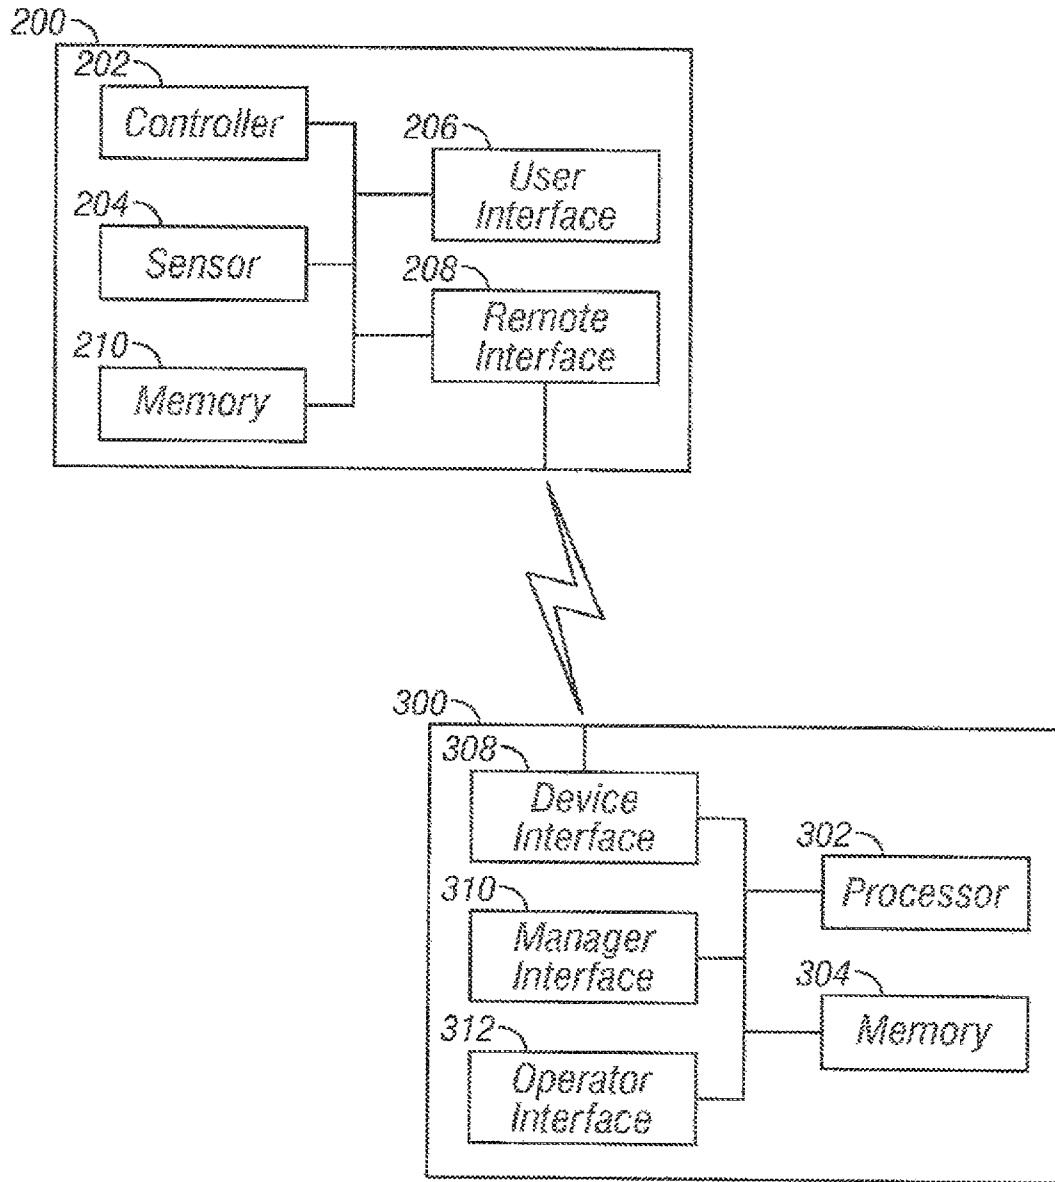 200
202
Controller
206
User
Interface
204
Sensor
208
Remote
Interface
210
Memory
300
308
Device
Interface
302
Processor
310
Manager
Interface
304
Memory
312
Operator
Interface